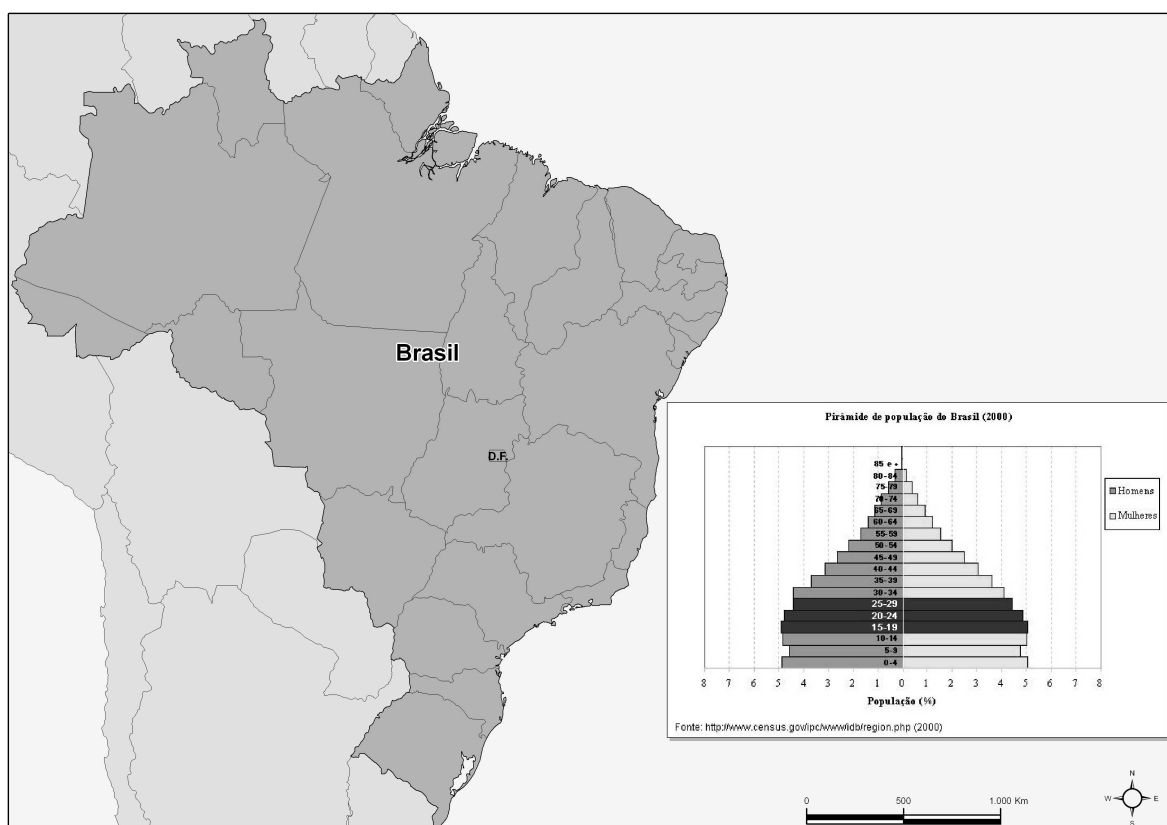 Brasil
D.F.
Pirâmide de população do Brasil (2000)
85 e +
80-84
75-79
70-74
65-69
60-64
55-59
50-54
45-49
40-44
35-39
30-34
25-29
20-24
15-19
10-14
5-9
0-4
8 7 6 5 4 3 2 1 0 1 2 3 4 5 6 7 8
População (%)
Homens
Mulheres
Fonte: http://www.census.gov/ipc/www/idb/region.php (2000)
0 500 1.000 Km
N
W E
S